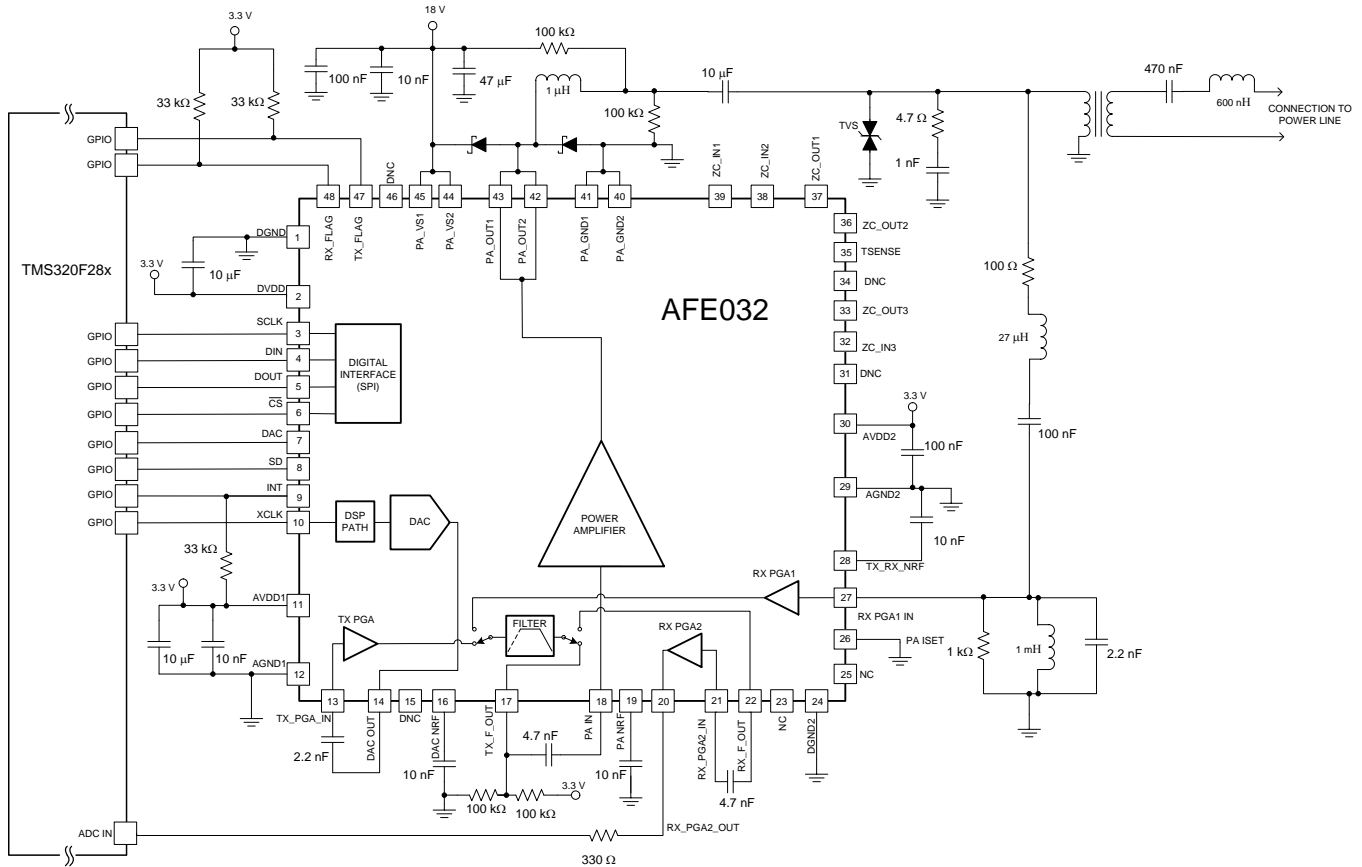 3.3 V
33 kΩ
33 kΩ
GPIO
GPIO
TMS320F28x
18 V
100 nF
10 nF
47 µF
100 kΩ
1 µH
100 kΩ
10 µF
TVS
4.7 Ω
1 nF
470 nF
600 nH
CONNECTION TO
POWER LINE
48
47
46
45
44
43
42
41
40
39
38
37
RX_FLAG
TX_FLAG
DNC
PA_VS1
PA_VS2
PA_OUT1
PA_OUT2
PA_GND1
PA_GND2
ZC_IN1
ZC_IN2
ZC_OUT1
AFE032
DGND
1
10 µF
3.3 V
DVDD
2
GPIO
SCLK
3
GPIO
DIN
4
GPIO
DOUT
5
GPIO
CS
6
GPIO
DAC
7
GPIO
SD
8
GPIO
INT
9
GPIO
XCLK
10
DIGITAL
INTERFACE
(SPI)
DSP
PATH
DAC
POWER
AMPLIFIER
33 kΩ
3.3 V
AVDD1
11
10 µF
10 nF
AGND1
12
TX PGA
FILTER
RX PGA1
RX PGA2
36
ZC_OUT2
35
TSENSE
34
DNC
33
ZC_OUT3
32
ZC_IN3
31
DNC
3.3 V
30
AVDD2
100 nF
29
AGND2
10 nF
28
TX_RX_NRF
27
RX PGA1 IN
26
PA ISET
25
NC
100 Ω
27 µH
100 nF
1 kΩ
1 mH
2.2 nF
13
14
15
16
17
18
19
20
21
22
23
24
TX_PGA_IN
DAC OUT
DNC
DAC NRF
TX_F_OUT
PA IN
PA NRF
RX_PGA2_IN
RX_F_OUT
NC
DGND2
2.2 nF
10 nF
4.7 nF
10 nF
4.7 nF
3.3 V
100 kΩ
100 kΩ
RX_PGA2_OUT
ADC IN
330 Ω